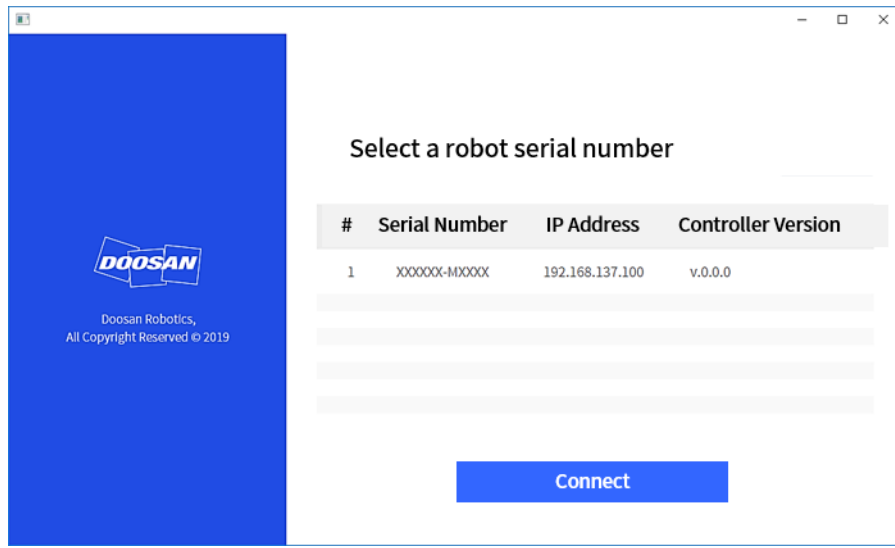 DOOSAN
Doosan Robotics,
All Copyright Reserved © 2019
Select a robot serial number
# Serial Number IP Address Controller Version
1 XXXXXX-MXXXX 192.168.137.100 v.0.0.0
Connect